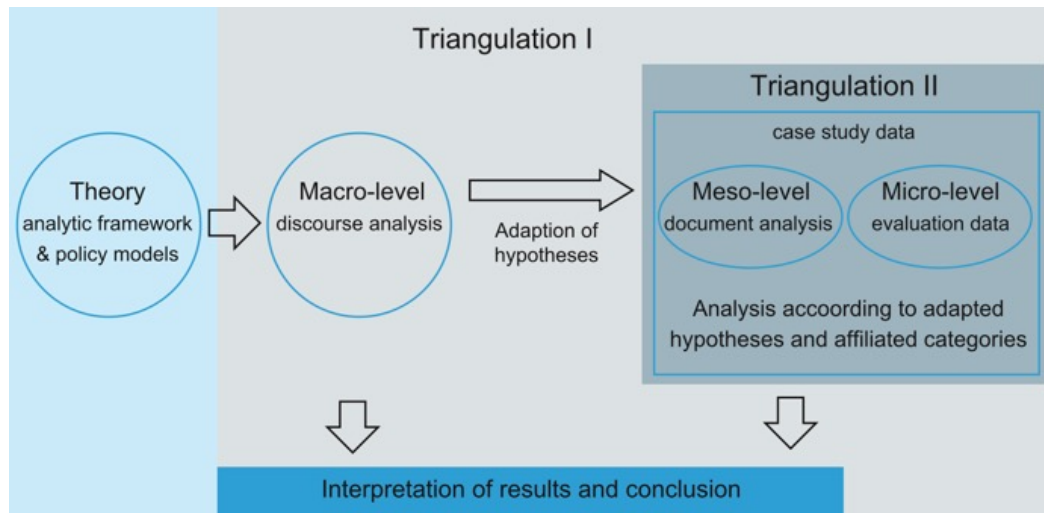 Triangulation I
Triangulation II
case study data
Theory
analytic framework
& policy models
Macro-level
discourse analysis
Adaption of
hypotheses
Meso-level
document analysis
Micro-level
evaluation data
Analysis accoording to adapted
hypotheses and affiliated categories
Interpretation of results and conclusion